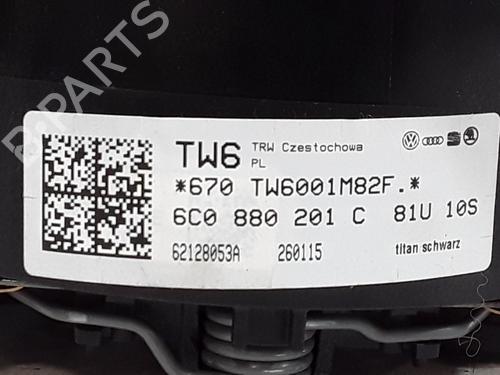 B-PARTS
TW6 TRW Czestochowa
PL
*670 TW6001M82F.*
6C0 880 201 C 81U 10S
62128053A 260115 titan schwarz